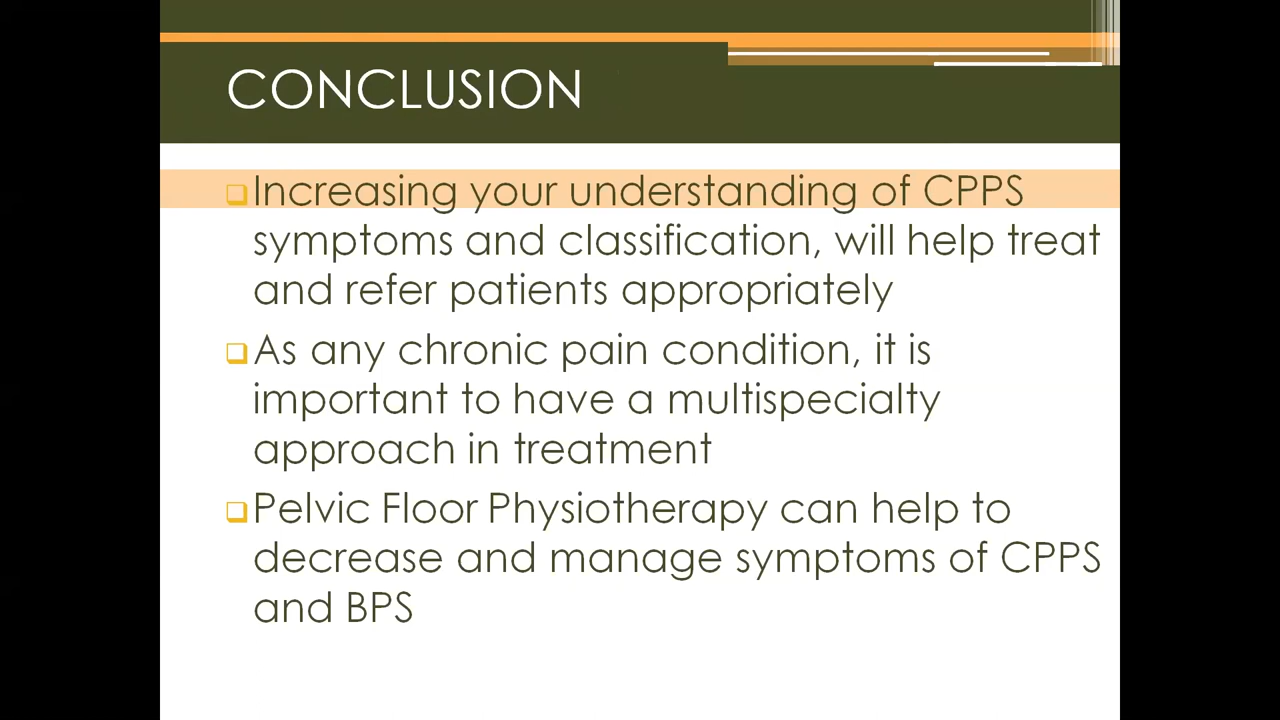 CONCLUSION
Increasing your understanding of CPPS
symptoms and classification, will help treat
and refer patients appropriately
As any chronic pain condition, it is
important to have a multispecialty
approach in treatment
Pelvic Floor Physiotherapy can help to
decrease and manage symptoms of CPPS
and BPS